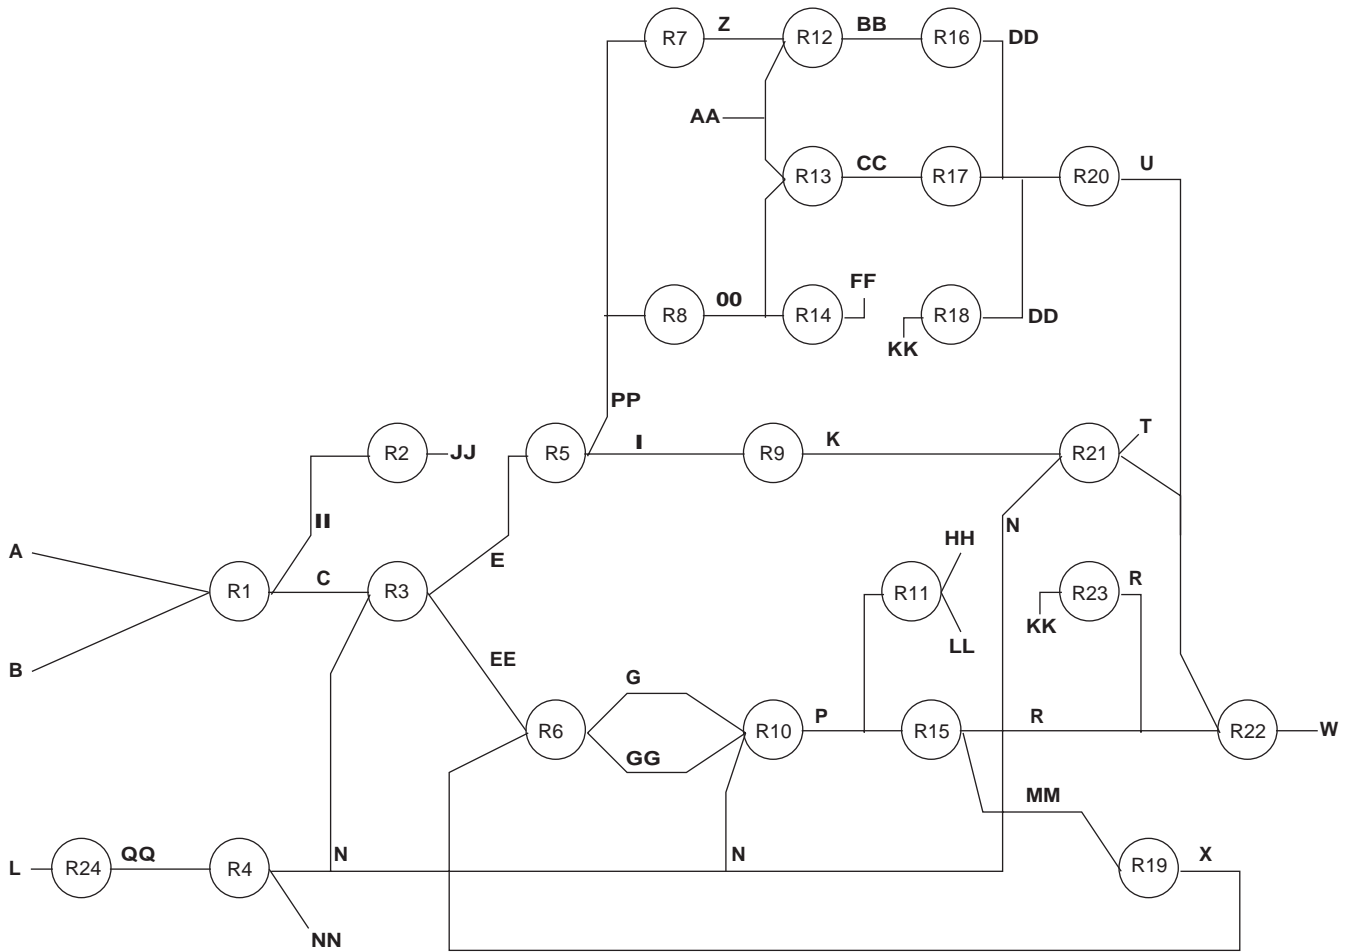 R7 Z R12 BB R16 DD
AA
R13 CC R17 R20 U
FF
R8 00 R14 R18 DD
KK
PP
R2 JJ R5 I R9 K R21 T
II N
A HH
E
R1 C R3 R11 KK R23 R
B EE LL
G
R6 R10 P R15 R R22 W
GG
MM
L R24 QQ R4 N N R19 X
NN